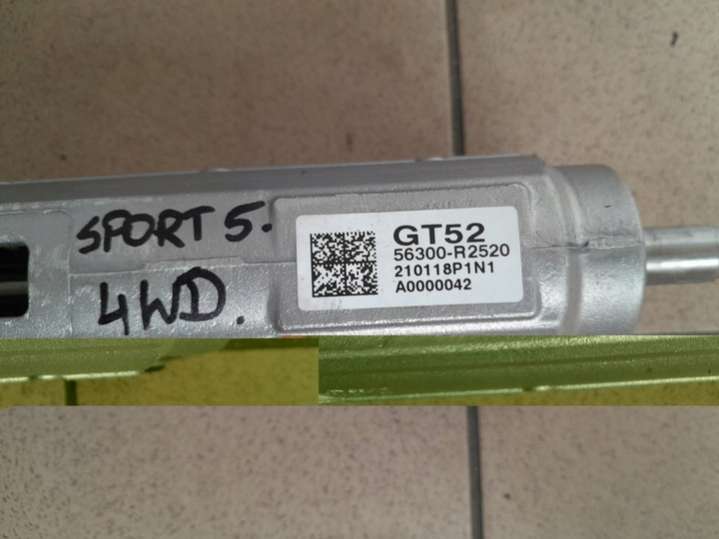 SPORT 5.
4WD.
GT52
56300-R2520
210118P1N1
A0000042